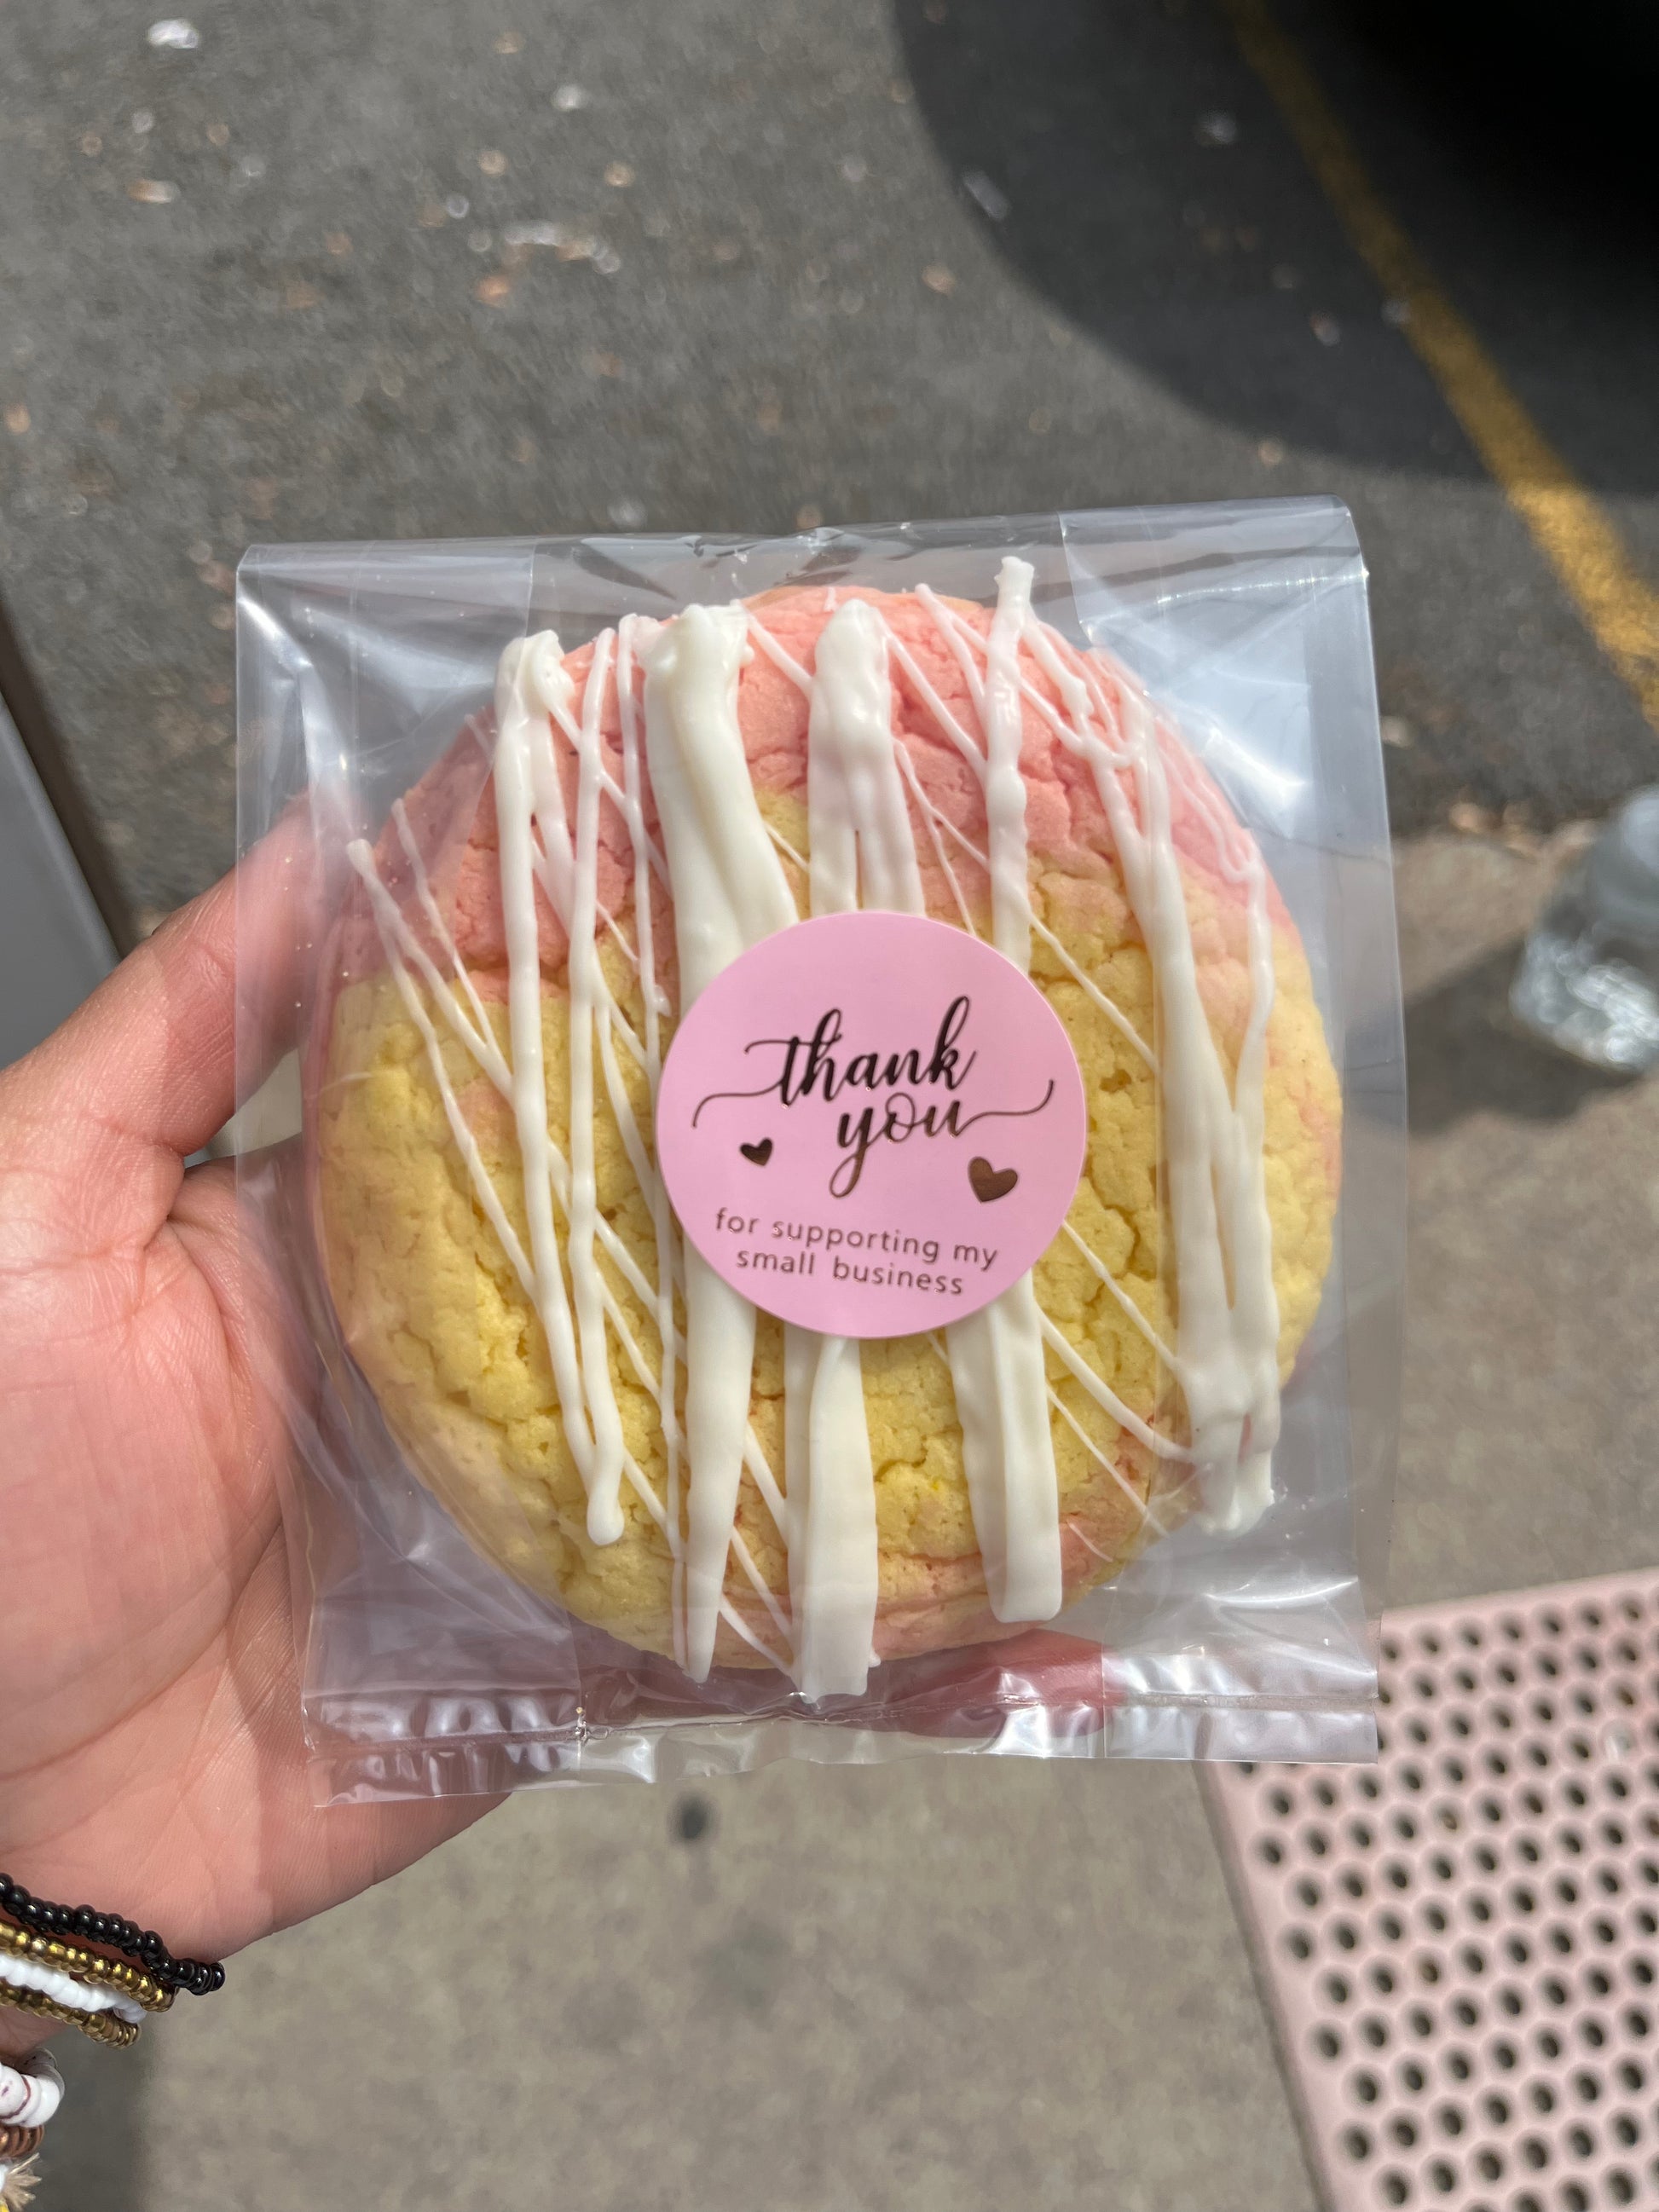 thank
you
for supporting my
small business